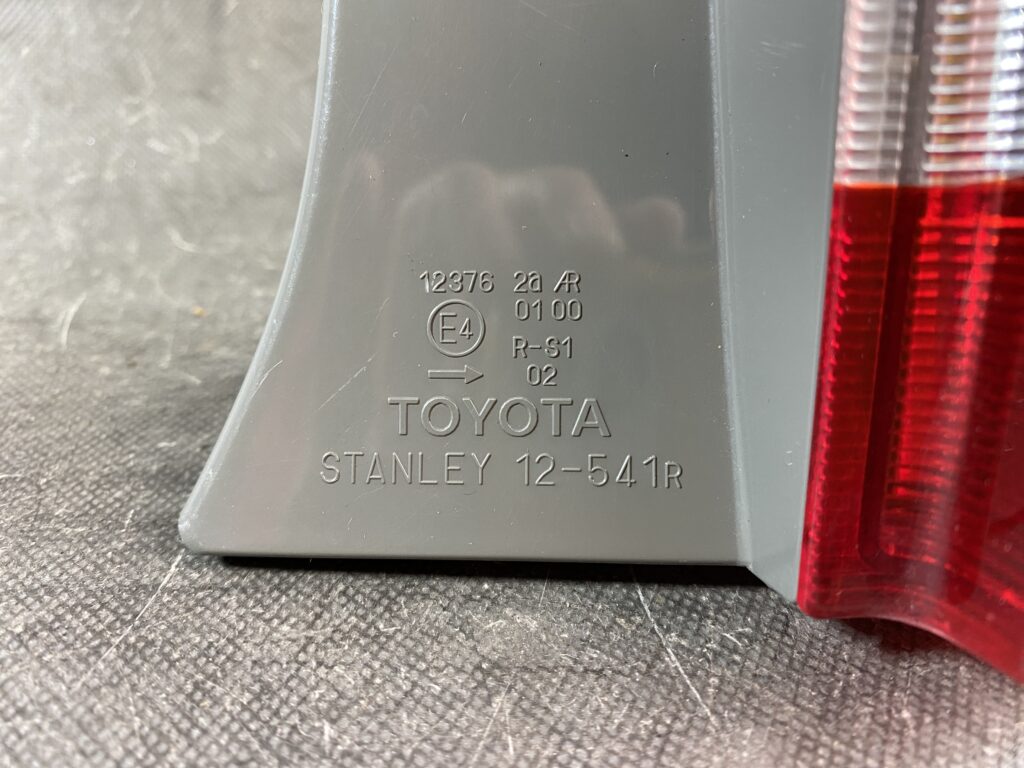 12376 2a AR
E4 01 00
R-S1
→ 02
TOYOTA
STANLEY 12-541R